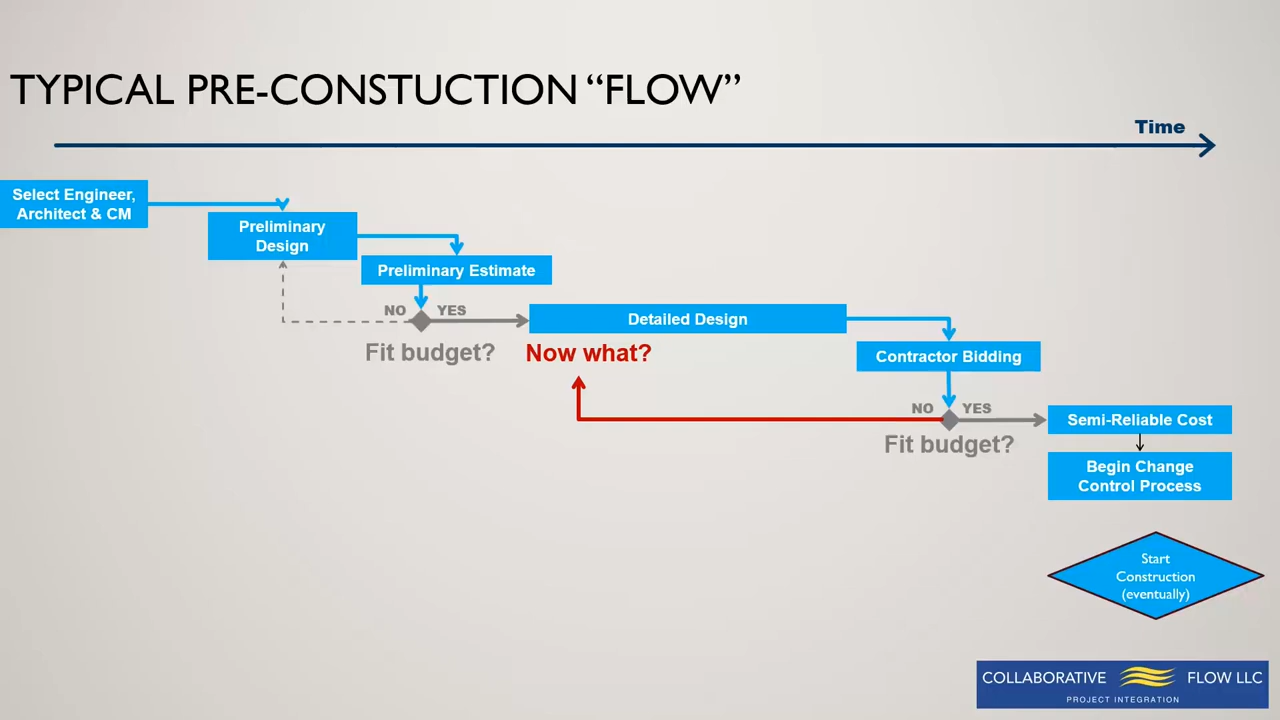 TYPICAL PRE-CONSTUCTION “FLOW”
Time
Select Engineer,
Architect & CM
Preliminary
Design
Preliminary Estimate
NO YES
Detailed Design
Fit budget?
Now what?
Contractor Bidding
NO YES
Semi-Reliable Cost
Fit budget?
Begin Change
Control Process
Start
Construction
(eventually)
COLLABORATIVE FLOW LLC
PROJECT INTEGRATION